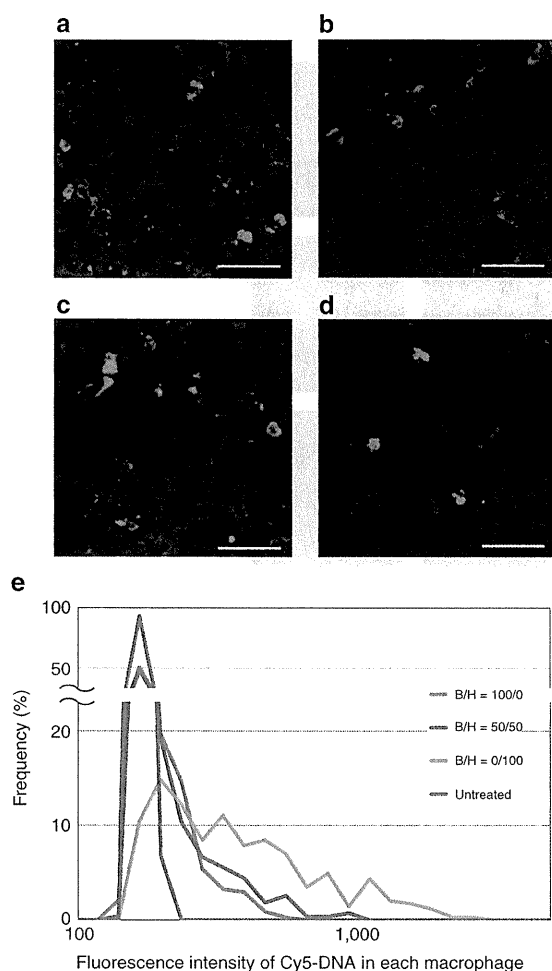 a
b
c
d
e
100
50
20
10
0
Frequency (%)
B/H = 100/0
B/H = 50/50
B/H = 0/100
Untreated
100
1,000
Fluorescence intensity of Cy5-DNA in each macrophage